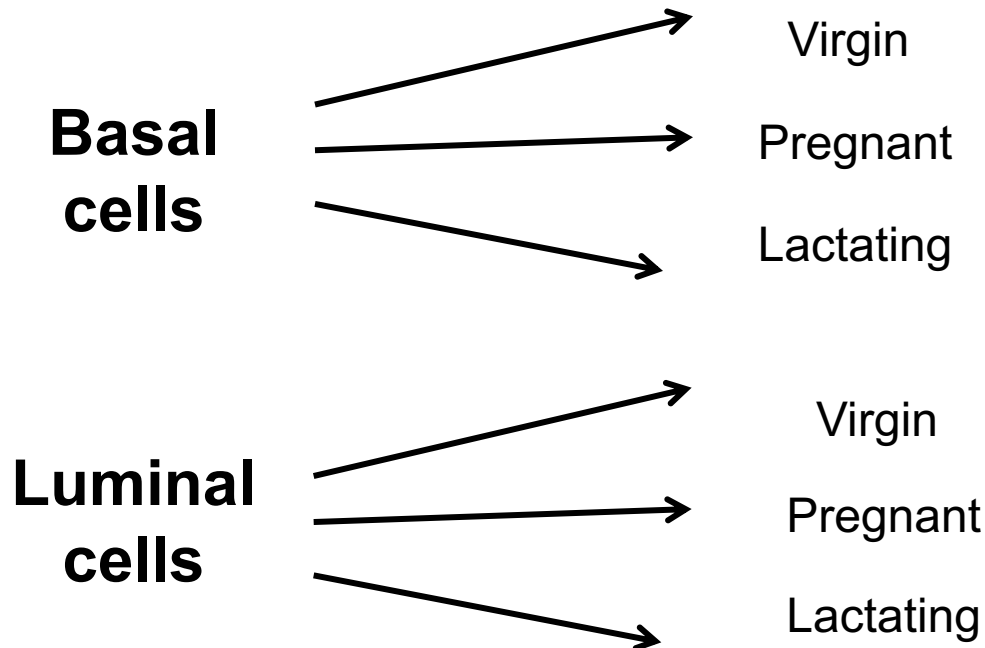 Virgin
Basal
cells
Pregnant
Lactating
Virgin
Luminal
cells
Pregnant
Lactating